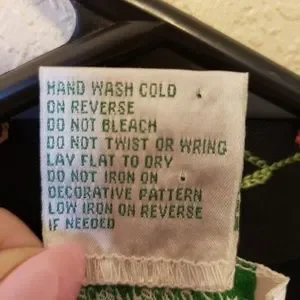 HAND WASH COLD
ON REVERSE
DO NOT BLEACH
DO NOT TWIST OR WRING
LAY FLAT TO DRY
DO NOT IRON ON
DECORATIVE PATTERN
LOW IRON ON REVERSE
IF NEEDED